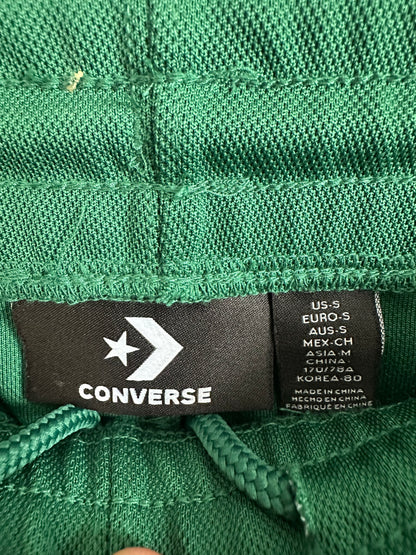 CONVERSE
US-S
EURO-S
AUS-S
MEX-CH
ASIA-M
CHINA-
170/78A
KOREA-80
MADE IN CHINA
HECHO EN CHINA
FABRIQUÉ EN CHINE